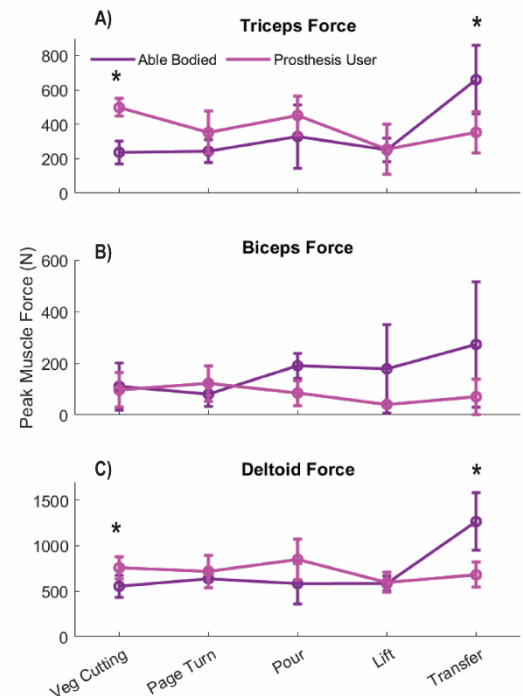 A)
Triceps Force
*
Able Bodied
Prosthesis User
*
800
600
400
200
0
B)
Biceps Force
600
400
200
0
Peak Muscle Force (N)
C)
Deltoid Force
*
*
1500
1000
500
0
Veg Cutting
Page Turn
Pour
Lift
Transfer